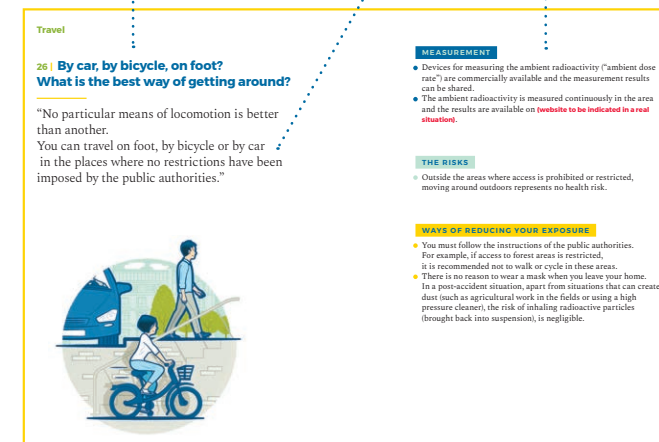 Travel
26 | By car, by bicycle, on foot?
What is the best way of getting around?
“No particular means of locomotion is better
than another.
You can travel on foot, by bicycle or by car
in the places where no restrictions have been
imposed by the public authorities.”
MEASUREMENT
● Devices for measuring the ambient radioactivity (“ambient dose
rate”) are commercially available and the measurement results
can be shared.
● The ambient radioactivity is measured continuously in the area
and the results are available on (website to be indicated in a real
situation).
THE RISKS
● Outside the areas where access is prohibited or restricted,
moving around outdoors represents no health risk.
WAYS OF REDUCING YOUR EXPOSURE
● You must follow the instructions of the public authorities.
For example, if access to forest areas is restricted,
it is recommended not to walk or cycle in these areas.
● There is no reason to wear a mask when you leave your home.
In a post-accident situation, apart from situations that can create
dust (such as agricultural work in the fields or using a high
pressure cleaner), the risk of inhaling radioactive particles
(brought back into suspension), is negligible.